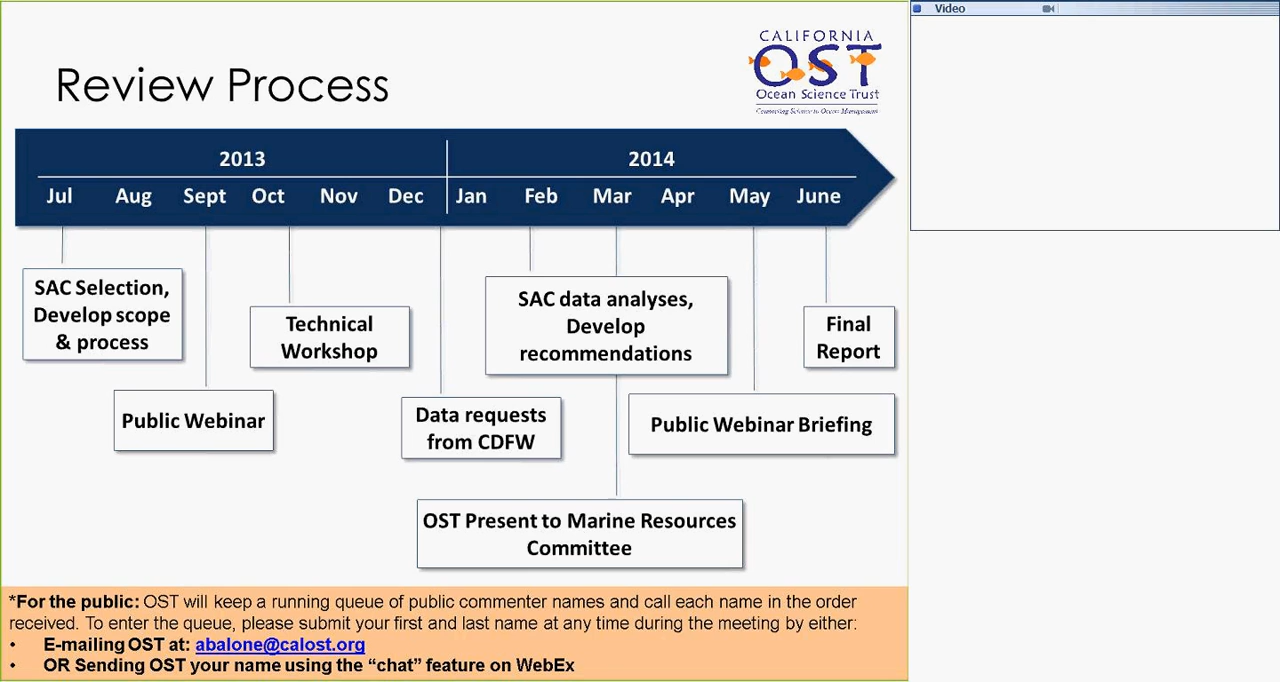 Video
CALIFORNIA
OST
Ocean Science Trust
Connecting Science to Ocean Management
Review Process
2013
2014
Jul Aug Sept Oct Nov Dec Jan Feb Mar Apr May June
SAC Selection,
Develop scope
& process
Technical
Workshop
SAC data analyses,
Develop
recommendations
Final
Report
Public Webinar
Data requests
from CDFW
Public Webinar Briefing
OST Present to Marine Resources
Committee
*For the public: OST will keep a running queue of public commenter names and call each name in the order
received. To enter the queue, please submit your first and last name at any time during the meeting by either:
• E-mailing OST at: abalone@calost.org
• OR Sending OST your name using the “chat” feature on WebEx